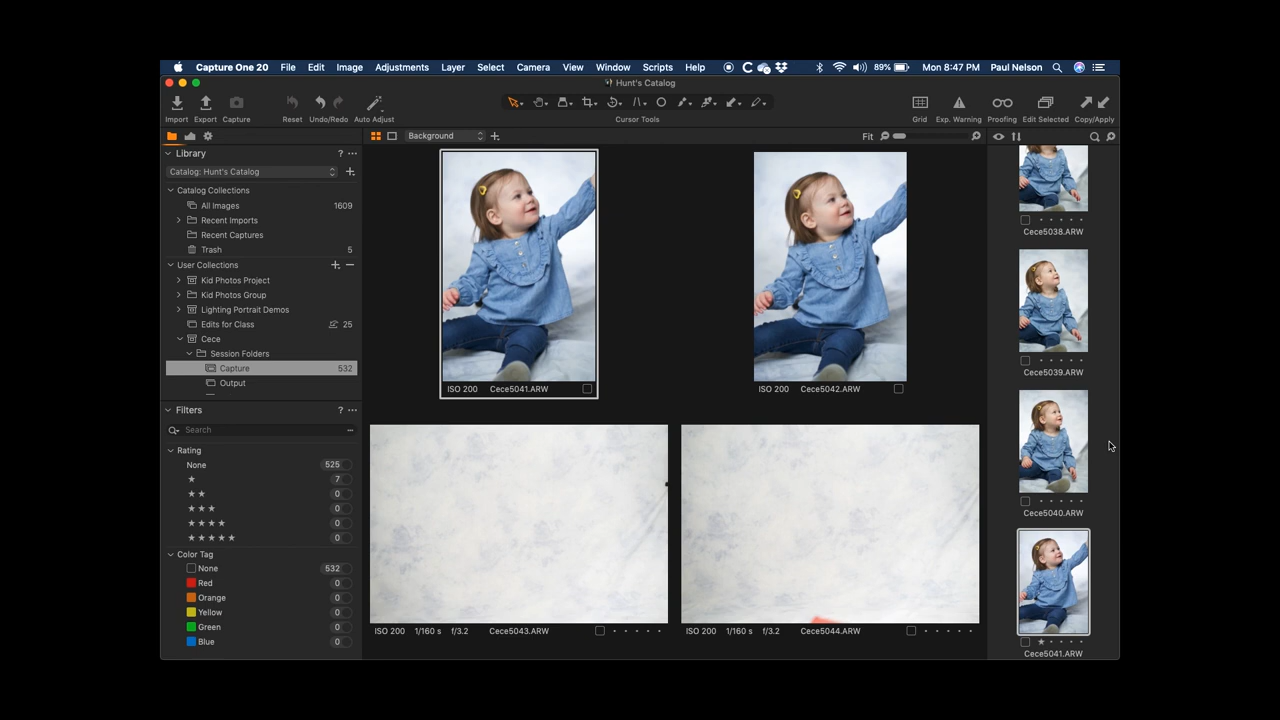 Capture One 20 File Edit Image Adjustments Layer Select Camera View Window Scripts Help 89% Mon 8:47 PM Paul Nelson
Hunt's Catalog
Import Export Capture Reset Undo/Redo Auto Adjust Cursor Tools Grid Exp. Warning Proofing Edit Selected Copy/Apply
Background Fit
Library ? ...
Catalog: Hunt's Catalog
Catalog Collections
All Images 1609
Recent Imports
Recent Captures
Trash 5
User Collections
Kid Photos Project
Kid Photos Group
Lighting Portrait Demos
Edits for Class 25
Cece
Session Folders
Capture 532
Output
Filters ? ...
Search
Rating
None 525
★ 7
★★ 0
★★★ 0
★★★★ 0
★★★★★ 0
Color Tag
None 532
Red 0
Orange 0
Yellow 0
Green 0
Blue 0
ISO 200 Cece5041.ARW
ISO 200 Cece5042.ARW
ISO 200 1/160 s f/3.2 Cece5043.ARW
ISO 200 1/160 s f/3.2 Cece5044.ARW
Cece5038.ARW
Cece5039.ARW
Cece5040.ARW
Cece5041.ARW